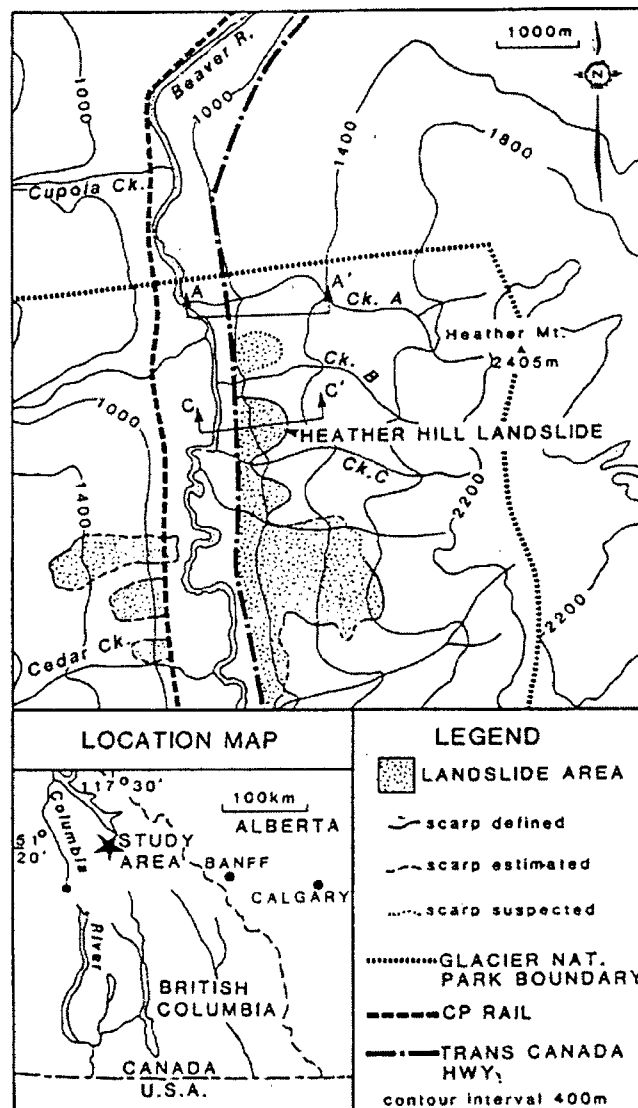 1000m
N
Beaver R.
1000
1000
1400
1800
Cupola Ck.
A
A'
Ck. A
Heather Mt.
2405m
Ck. B
C
C'
HEATHER HILL LANDSLIDE
1000
Ck. C
1400
2200
2200
Cedar Ck.
LOCATION MAP
117° 30'
100km
Columbia
ALBERTA
51°
20'
STUDY
AREA
BANFF
CALGARY
River
BRITISH
COLUMBIA
CANADA
U.S.A.
LEGEND
LANDSLIDE AREA
scarp defined
scarp estimated
scarp suspected
GLACIER NAT.
PARK BOUNDARY
CP RAIL
TRANS CANADA
HWY.
contour interval 400m